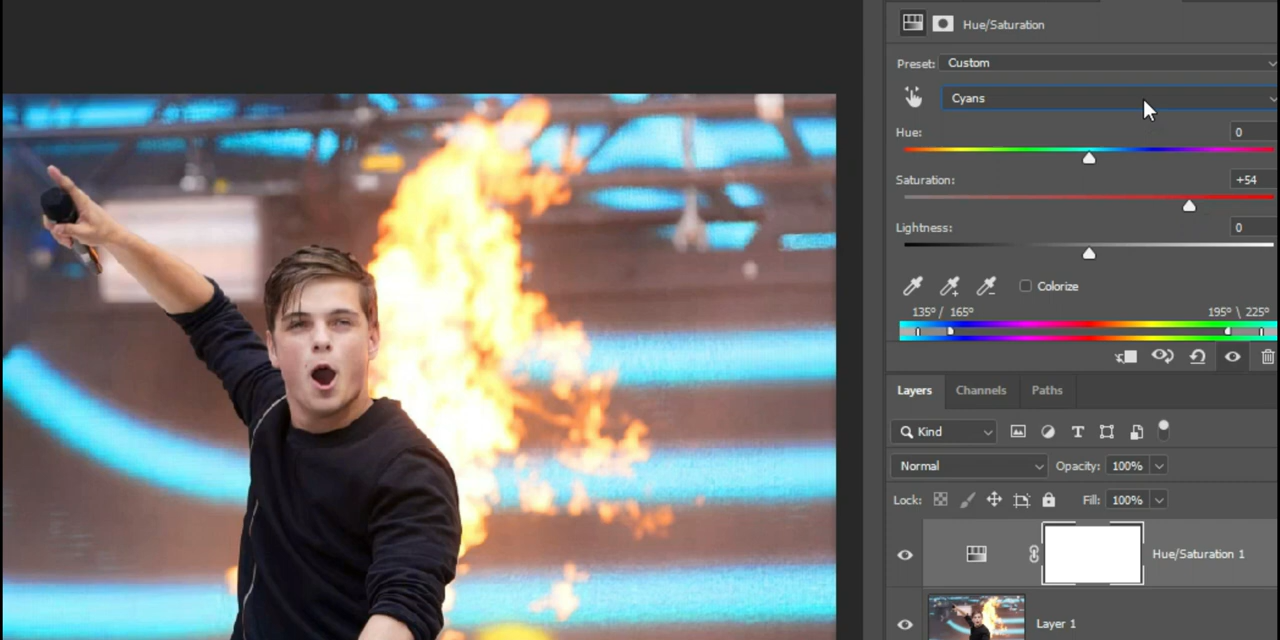 Hue/Saturation
Preset: Custom
Cyans
Hue: 0
Saturation: +54
Lightness: 0
Colorize
135°/ 165° 195°\ 225°
Layers Channels Paths
Kind
Normal Opacity: 100%
Lock: Fill: 100%
Hue/Saturation 1
Layer 1